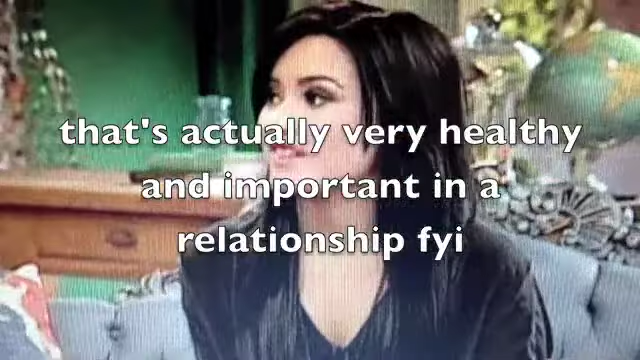 that's actually very healthy
and important in a
relationship fyi